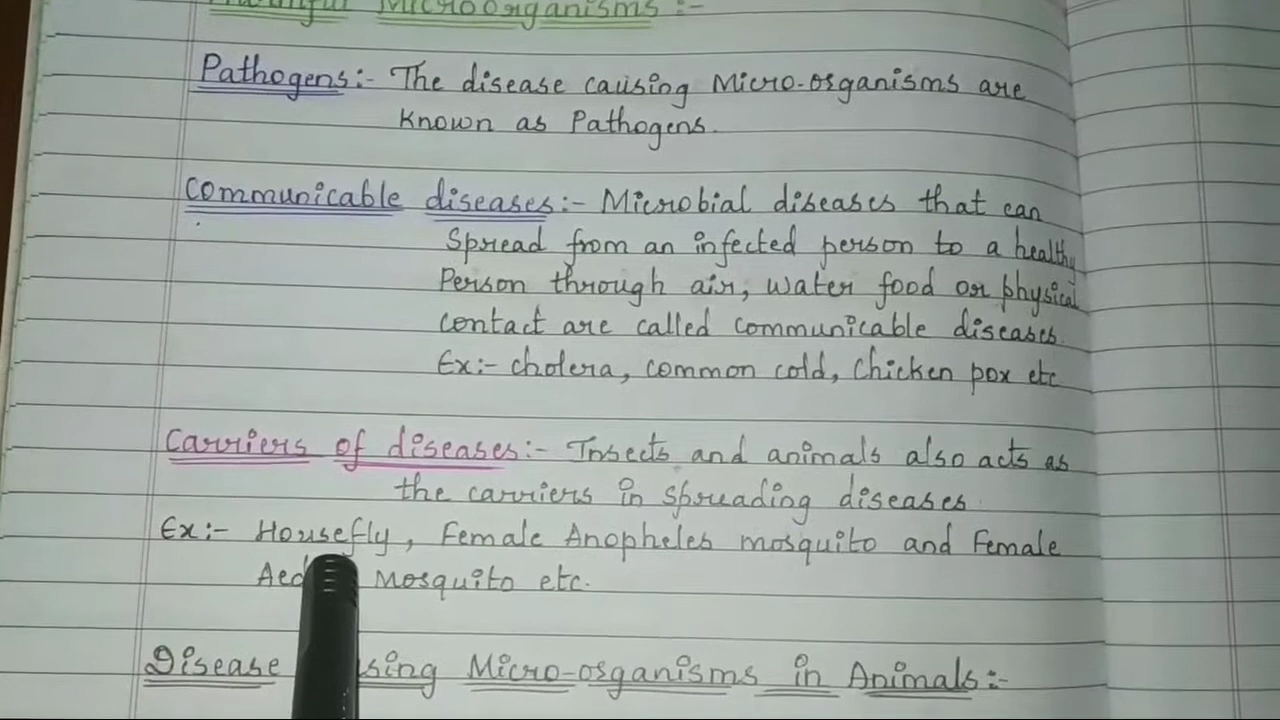 Microorganisms :-
Pathogens:- The disease causing Micro-organisms are
Known as Pathogens.
Communicable diseases:- Microbial diseases that can
Spread from an infected person to a healthy
Person through air, water food or physical
contact are called communicable diseases.
Ex:- cholera, common cold, chicken pox etc
Carriers of diseases:- Insects and animals also acts as
the carriers in spreading diseases
Ex:- Housefly, Female Anopheles mosquito and Female
Mosquito etc.
Disease Micro-organisms in Animals:-